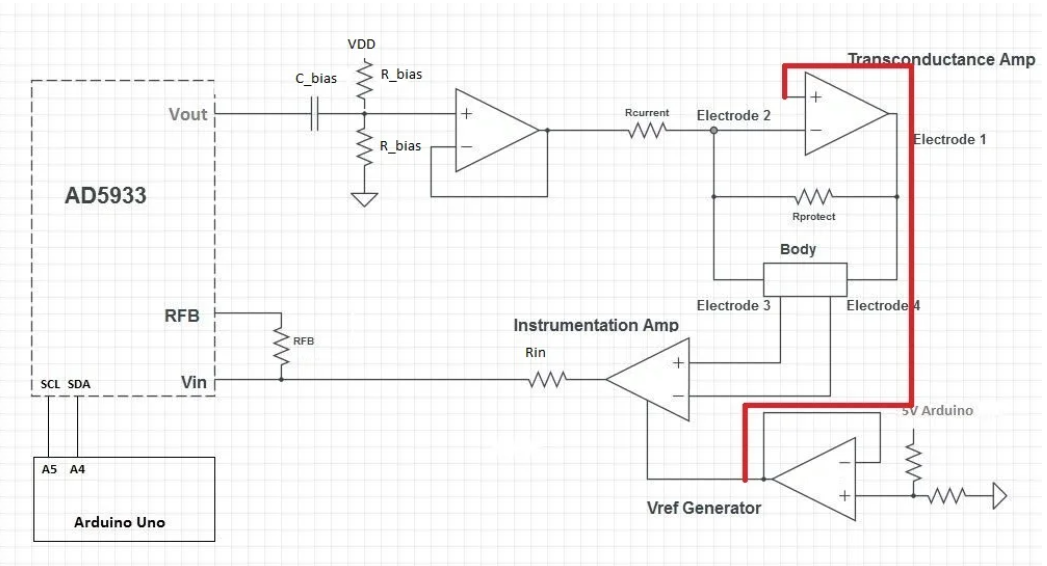 VDD
Transconductance Amp
C_bias
R_bias
Vout
Rcurrent
Electrode 2
+
+
−
−
Electrode 1
R_bias
AD5933
Rprotect
Body
RFB
Electrode 3
Electrode 4
Instrumentation Amp
RFB
Rin
+
SCL SDA
Vin
−
5V Arduino
A5 A4
−
+
Vref Generator
Arduino Uno